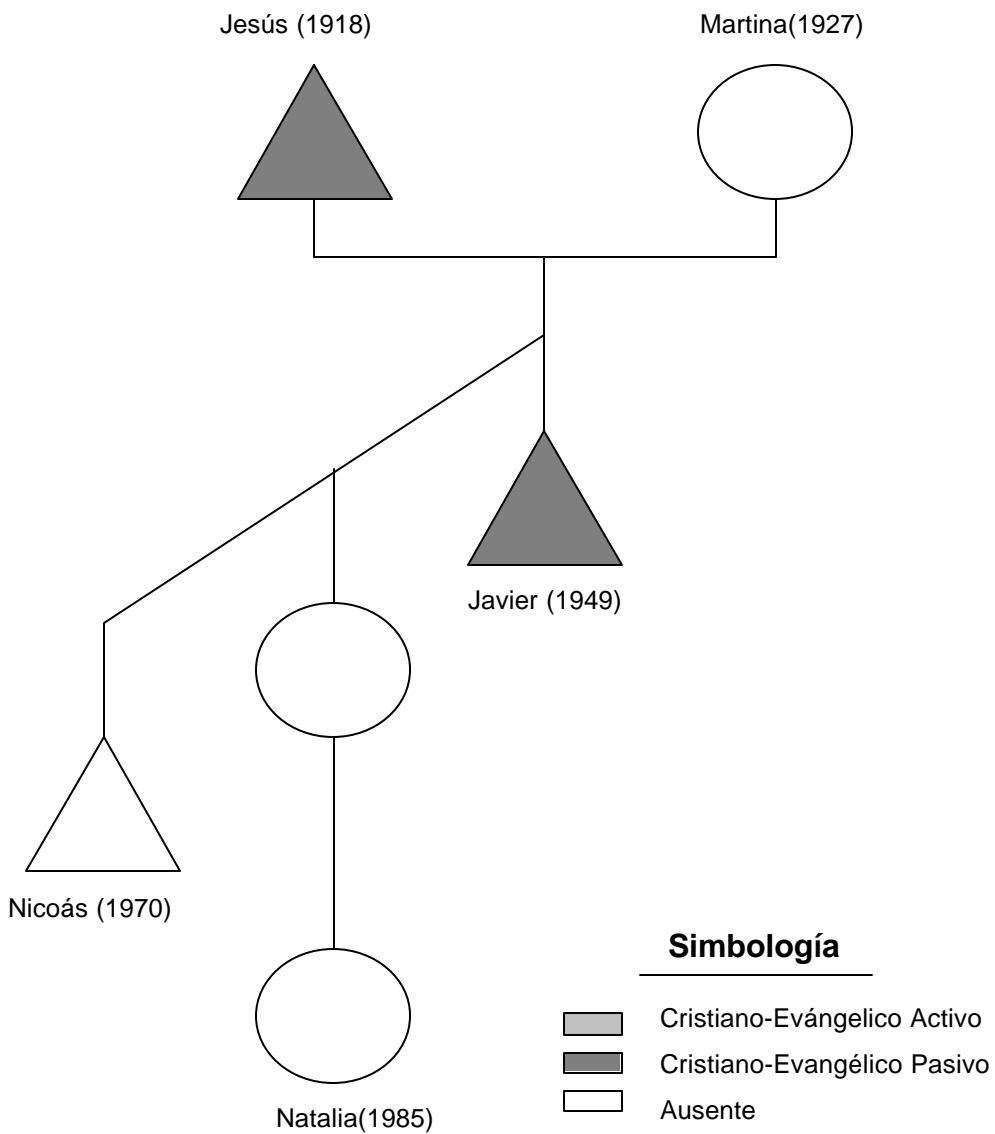 Jesús (1918)
Martina(1927)
Javier (1949)
Nicoás (1970)
Natalia(1985)
Simbología
Cristiano-Evángelico Activo
Cristiano-Evangélico Pasivo
Ausente